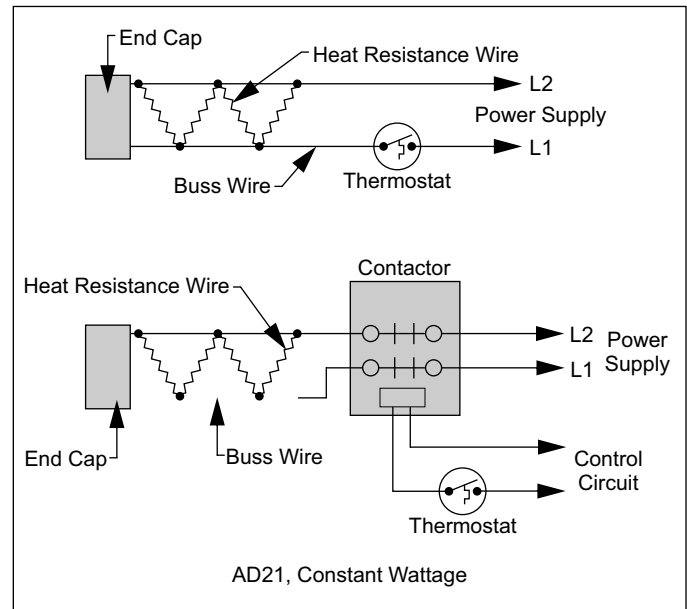 End Cap
Heat Resistance Wire
L2
Power Supply
L1
Buss Wire
Thermostat
Contactor
Heat Resistance Wire
L2
Power
L1
Supply
End Cap
Buss Wire
Control
Circuit
Thermostat
AD21, Constant Wattage